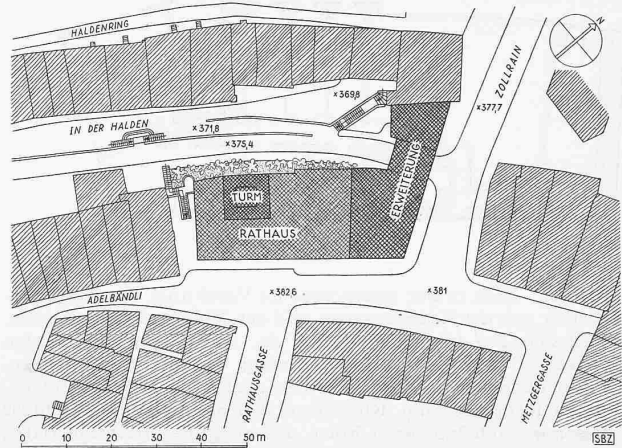 HALDENRING
N
ZOLLRAIN
×369,8
×377,7
IN DER HALDEN
×371,8
×375,4
ERWEITERUNG
TURM
RATHAUS
×382,6
×381
ADELBÄNDLI
RATHAUSGASSE
METZGERGASSE
0 10 20 30 40 50 m
SBZ